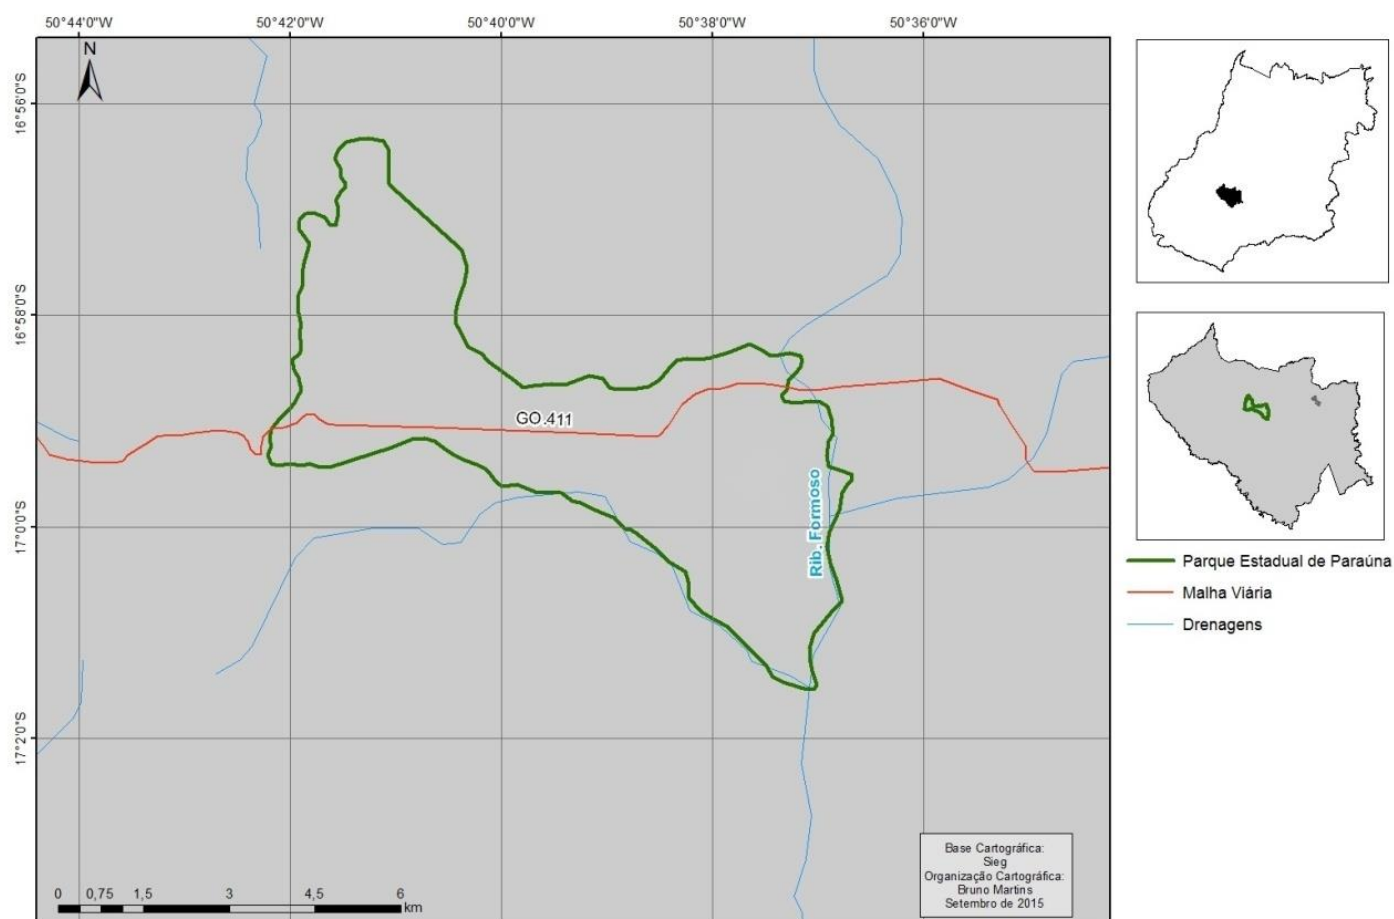 50°44'0"W
50°42'0"W
50°40'0"W
50°38'0"W
50°36'0"W
N
16°56'0"S
16°58'0"S
GO.411
17°0'0"S
Rib. Formoso
17°2'0"S
0 0,75 1,5 3 4,5 6
km
Base Cartográfica:
Sieg
Organização Cartográfica:
Bruno Martins
Setembro de 2015
Parque Estadual de Paraúna
Malha Viária
Drenagens